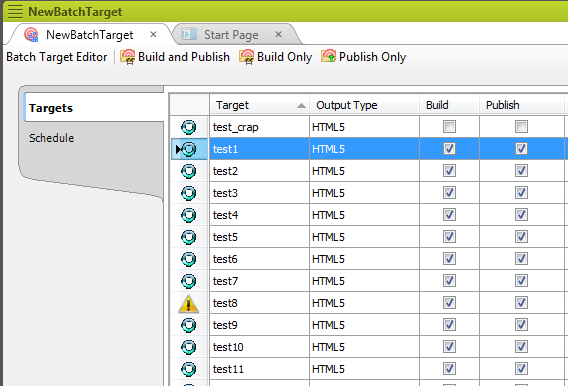 NewBatchTarget
NewBatchTarget Start Page
Batch Target Editor Build and Publish Build Only Publish Only
Targets
Schedule
Target Output Type Build Publish
test_crap HTML5
test1 HTML5
test2 HTML5
test3 HTML5
test4 HTML5
test5 HTML5
test6 HTML5
test7 HTML5
test8 HTML5
test9 HTML5
test10 HTML5
test11 HTML5